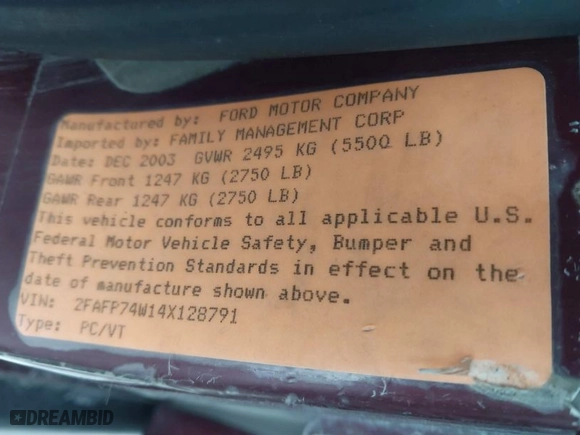 Manufactured by: FORD MOTOR COMPANY
Imported by: FAMILY MANAGEMENT CORP
Date: DEC 2003 GVWR 2495 KG (5500 LB)
GAWR Front 1247 KG (2750 LB)
GAWR Rear 1247 KG (2750 LB)
This vehicle conforms to all applicable U.S.
Federal Motor Vehicle Safety, Bumper and
Theft Prevention Standards in effect on the
date of manufacture shown above.
VIN: 2FAFP74W14X128791
Type: PC/VT
DREAMBID